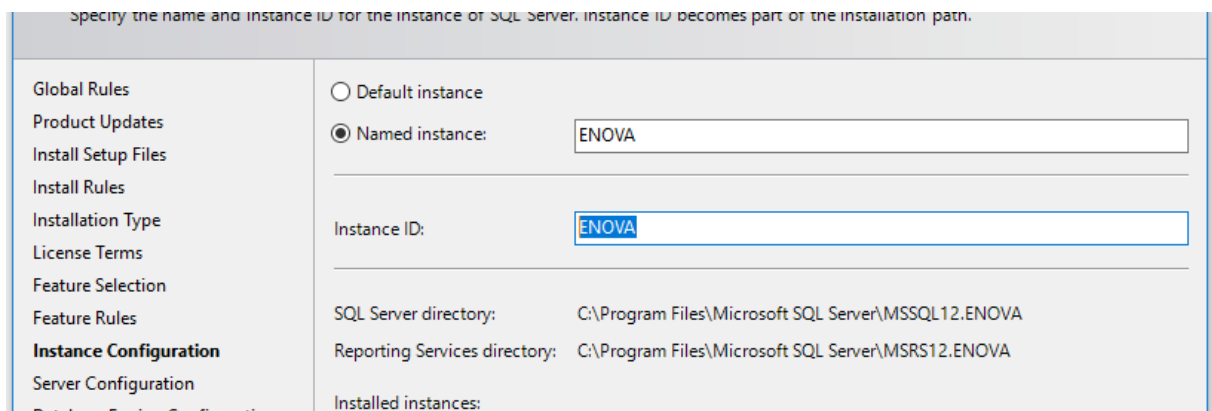 Specify the name and instance ID for the instance of SQL Server. Instance ID becomes part of the installation path.
Global Rules
Product Updates
Install Setup Files
Install Rules
Installation Type
License Terms
Feature Selection
Feature Rules
Instance Configuration
Server Configuration
Database Engine Configuration
Default instance
Named instance: ENOVA
Instance ID: ENOVA
SQL Server directory: C:\Program Files\Microsoft SQL Server\MSSQL12.ENOVA
Reporting Services directory: C:\Program Files\Microsoft SQL Server\MSRS12.ENOVA
Installed instances: